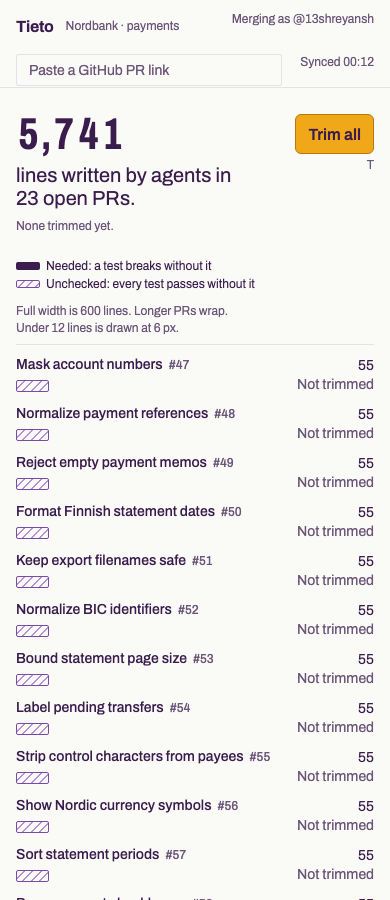 Tieto
Nordbank · payments
Merging as @13shreyansh
Paste a GitHub PR link
Synced 00:12
5,741
Trim all
T
lines written by agents in
23 open PRs.
None trimmed yet.
Needed: a test breaks without it
Unchecked: every test passes without it
Full width is 600 lines. Longer PRs wrap.
Under 12 lines is drawn at 6 px.
Mask account numbers #47
55
Not trimmed
Normalize payment references #48
55
Not trimmed
Reject empty payment memos #49
55
Not trimmed
Format Finnish statement dates #50
55
Not trimmed
Keep export filenames safe #51
55
Not trimmed
Normalize BIC identifiers #52
55
Not trimmed
Bound statement page size #53
55
Not trimmed
Label pending transfers #54
55
Not trimmed
Strip control characters from payees #55
55
Not trimmed
Show Nordic currency symbols #56
55
Not trimmed
Sort statement periods #57
55
Not trimmed